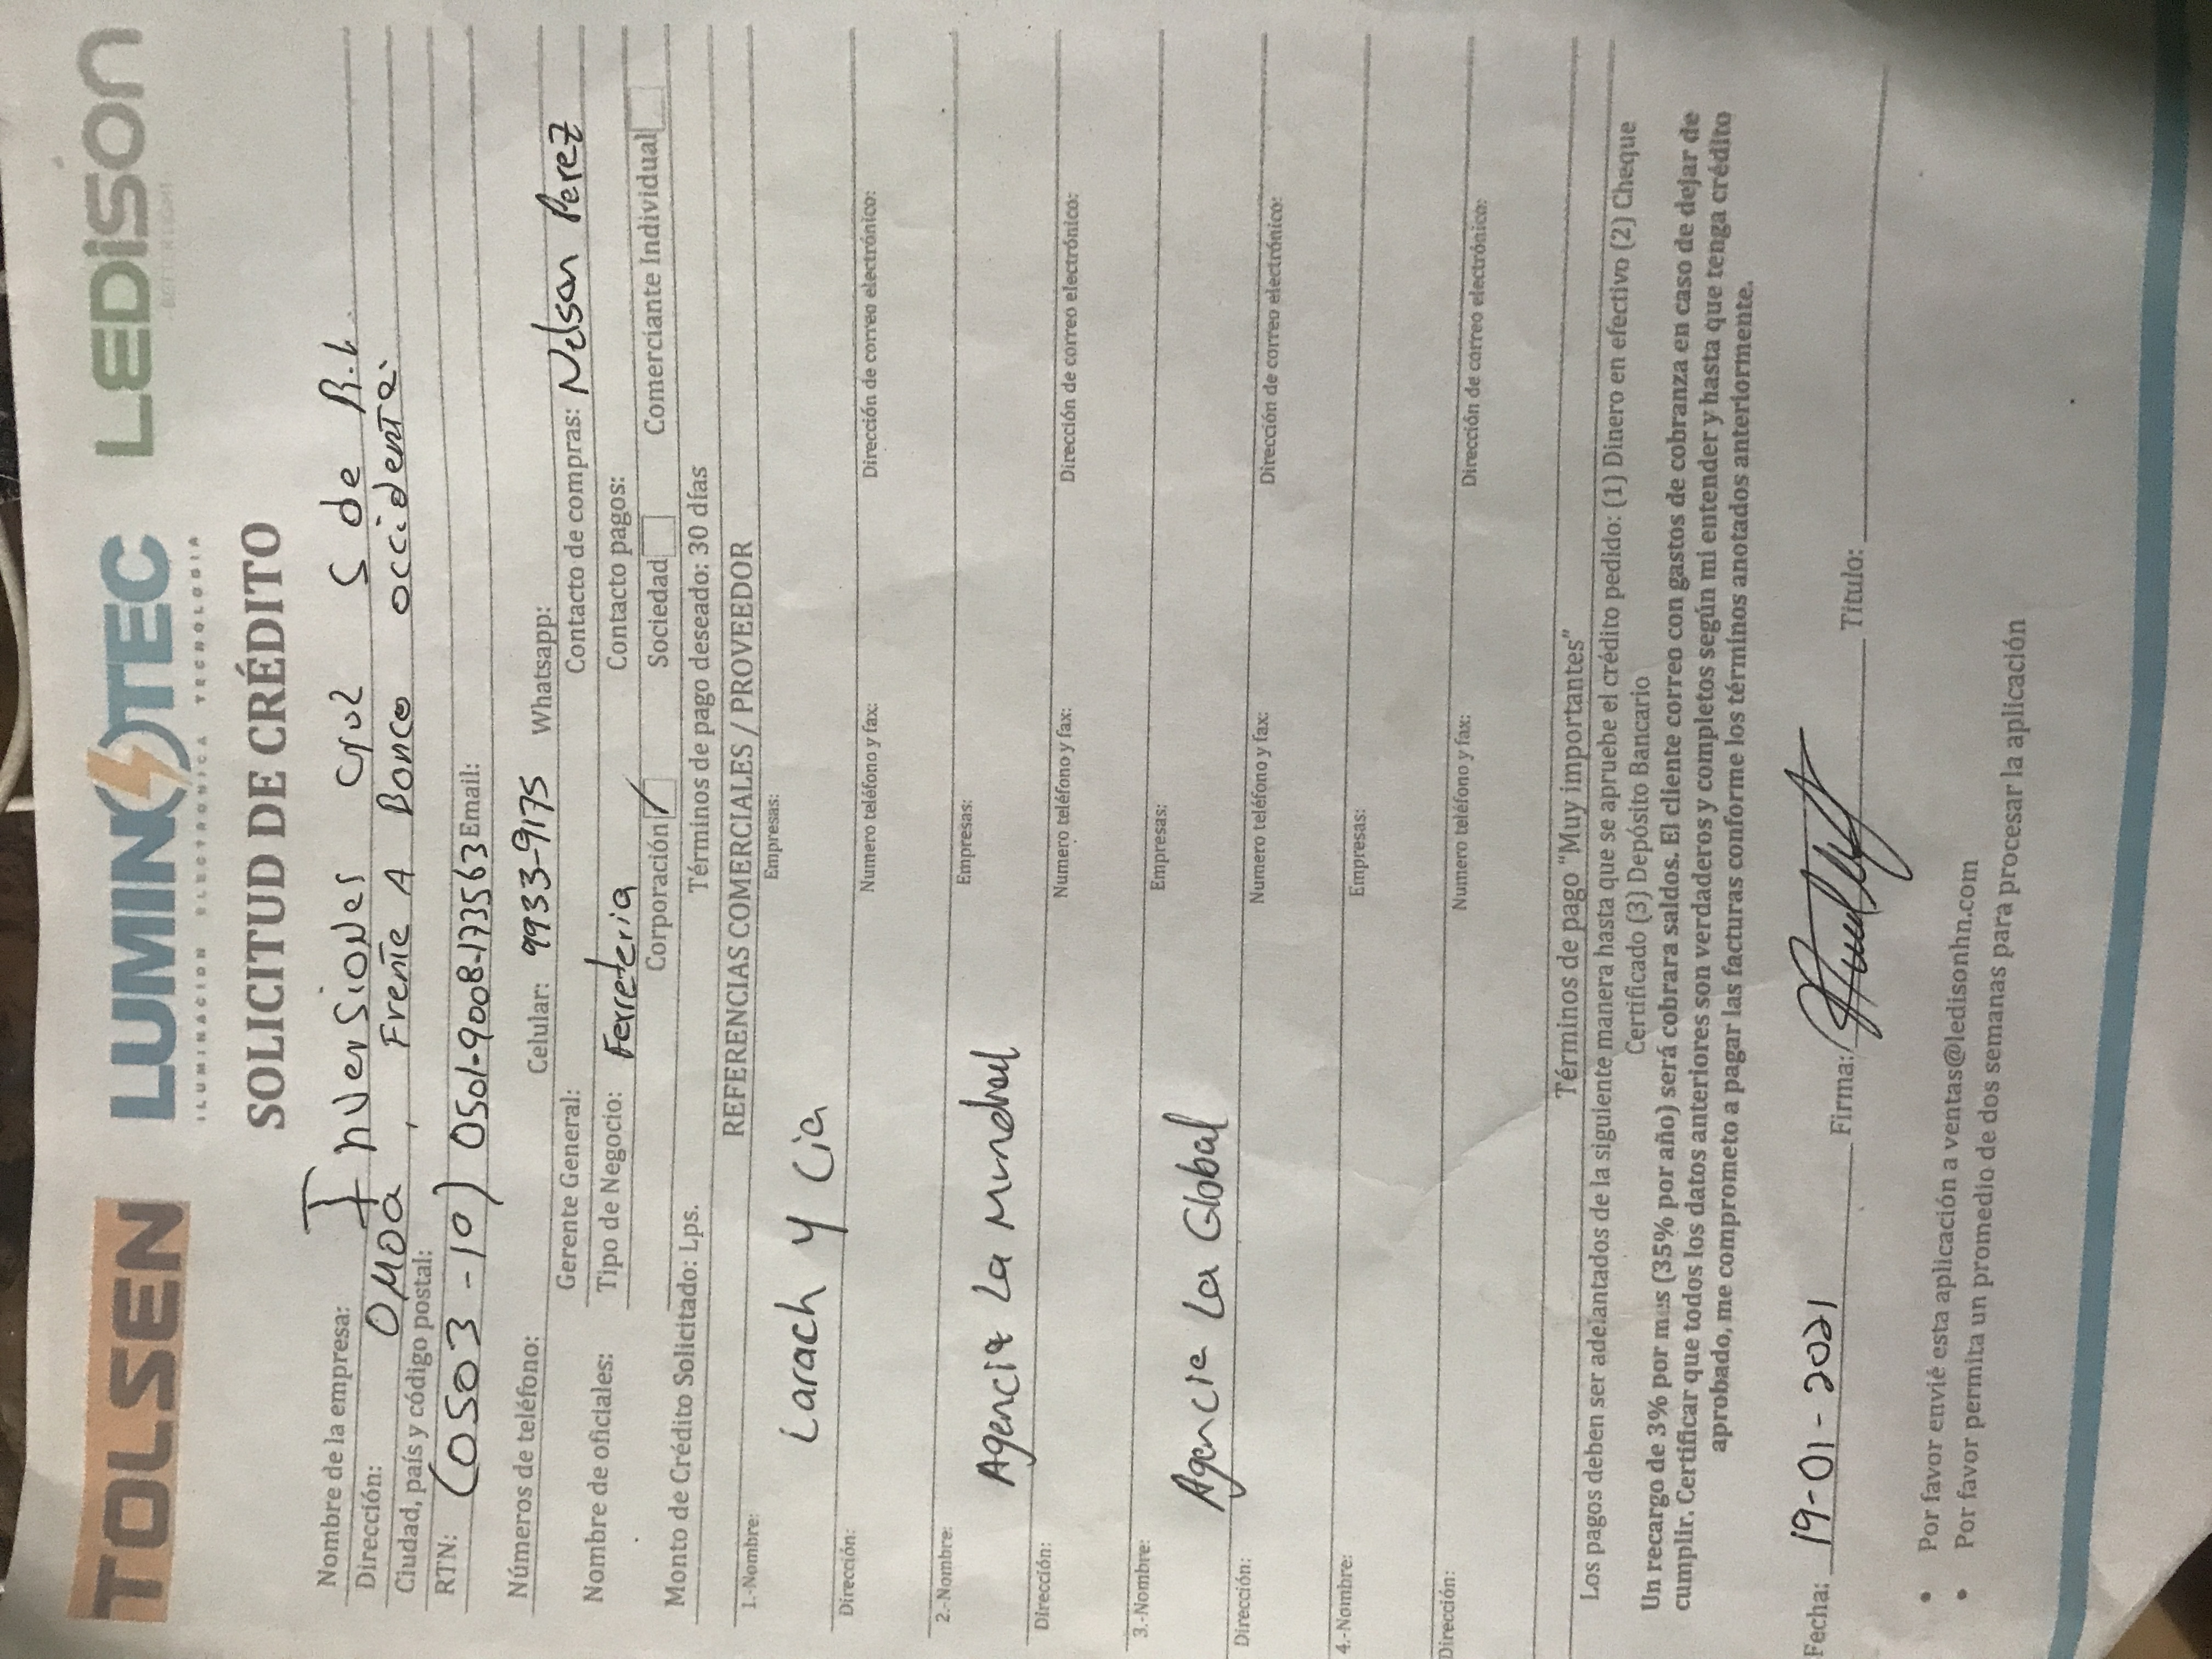 TOLSEN
LUMINOTEC
ILUMINACION ELECTRONICA TECNOLOGIA
LEDiSON
BETTER LIGHT
SOLICITUD DE CRÉDITO
Nombre de la empresa: Inversiones Cruz S de R.L.
Dirección: OMOa, Frente A Banco occidente.
Ciudad, país y código postal:
RTN: (0503-10) 0501-9008-173563 Email:
Números de teléfono: Celular: 9933-9175 Whatsapp:
Gerente General: Contacto de compras: Nelson Perez
Nombre de oficiales: Tipo de Negocio: Ferreteria Contacto pagos:
Corporación Sociedad Comerciante Individual
Monto de Crédito Solicitado: Lps. Términos de pago deseado: 30 días
REFERENCIAS COMERCIALES / PROVEEDOR
1.-Nombre: Empresas:
Larach y Cia
Dirección: Numero teléfono y fax: Dirección de correo electrónico:
2.-Nombre: Empresas:
Agencia La Mundial
Dirección: Numero teléfono y fax: Dirección de correo electrónico:
3.-Nombre: Empresas:
Agencia La Global
Dirección: Numero teléfono y fax: Dirección de correo electrónico:
4.-Nombre: Empresas:
Dirección: Numero teléfono y fax: Dirección de correo electrónico:
Términos de pago “Muy importantes”
Los pagos deben ser adelantados de la siguiente manera hasta que se apruebe el crédito pedido: (1) Dinero en efectivo (2) Cheque
Certificado (3) Depósito Bancario
Un recargo de 3% por mes (35% por año) será cobrara saldos. El cliente correo con gastos de cobranza en caso de dejar de
cumplir. Certificar que todos los datos anteriores son verdaderos y completos según mi entender y hasta que tenga crédito
aprobado, me comprometo a pagar las facturas conforme los términos anotados anteriormente.
Fecha: 19-01-2021 Firma: Titulo:
• Por favor envié esta aplicación a ventas@ledisonhn.com
• Por favor permita un promedio de dos semanas para procesar la aplicación